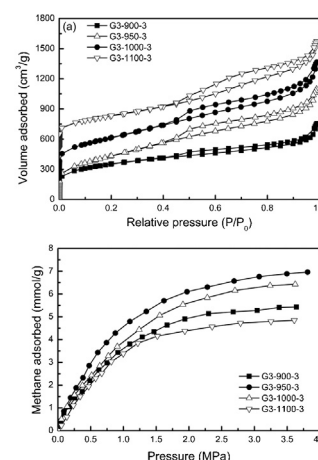 1800
(a)
G3-900-3
G3-950-3
G3-1000-3
G3-1100-3
1500
1200
900
600
300
0
Volume adsorbed (cm³/g)
0.0 0.2 0.4 0.6 0.8 1
Relative pressure (P/P₀)
8
7
6
5
4
3
2
1
0
Methane adsorbed (mmol/g)
G3-900-3
G3-950-3
G3-1000-3
G3-1100-3
0.0 0.5 1.0 1.5 2.0 2.5 3.0 3.5 4
Pressure (MPa)